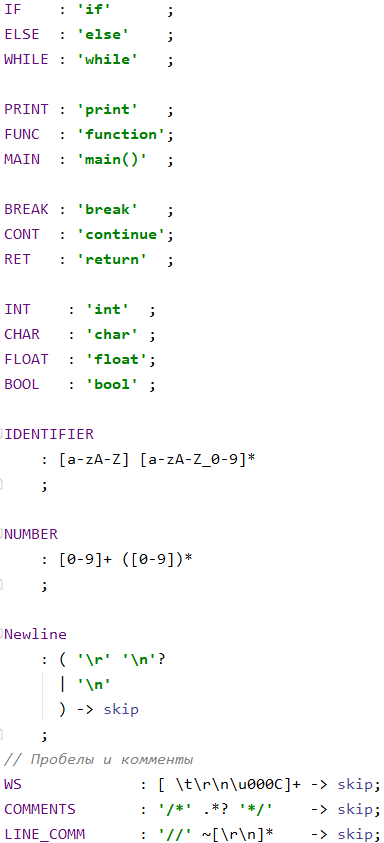 IF    : 'if'      ;
ELSE  : 'else'    ;
WHILE : 'while'   ;
PRINT : 'print'   ;
FUNC  : 'function';
MAIN  : 'main()'  ;
BREAK : 'break'   ;
CONT  : 'continue';
RET   : 'return'  ;
INT    : 'int'  ;
CHAR   : 'char' ;
FLOAT  : 'float';
BOOL   : 'bool' ;
IDENTIFIER
    : [a-zA-Z] [a-zA-Z_0-9]*
    ;
NUMBER
    : [0-9]+ ([0-9])*
    ;
Newline
    : ( '\r' '\n'?
      | '\n'
      ) -> skip
    ;
// Пробелы и комменты
WS             : [ \t\r\n\u000C]+ -> skip;
COMMENTS       : '/*' .*? '*/'    -> skip;
LINE_COMM      : '//' ~[\r\n]*    -> skip;